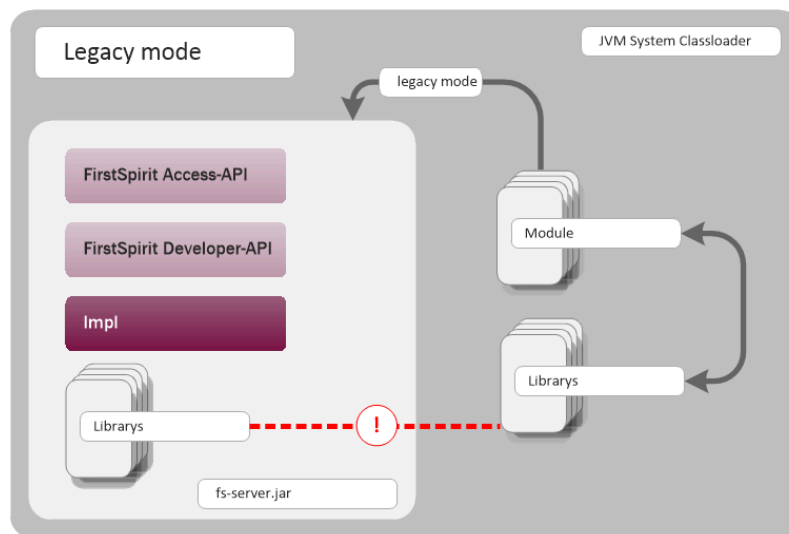 Legacy mode
JVM System Classloader
legacy mode
FirstSpirit Access-API
FirstSpirit Developer-API
Module
Impl
Librarys
Librarys
!
fs-server.jar